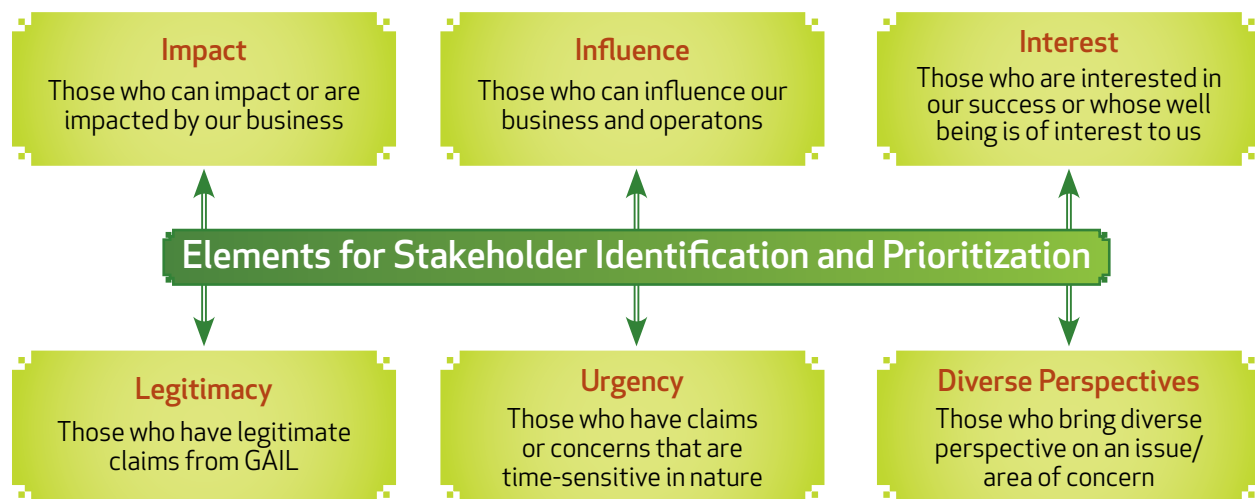 Impact
Those who can impact or are
impacted by our business
Influence
Those who can influence our
business and operatons
Interest
Those who are interested in
our success or whose well
being is of interest to us
Elements for Stakeholder Identification and Prioritization
Legitimacy
Those who have legitimate
claims from GAIL
Urgency
Those who have claims
or concerns that are
time-sensitive in nature
Diverse Perspectives
Those who bring diverse
perspective on an issue/
area of concern